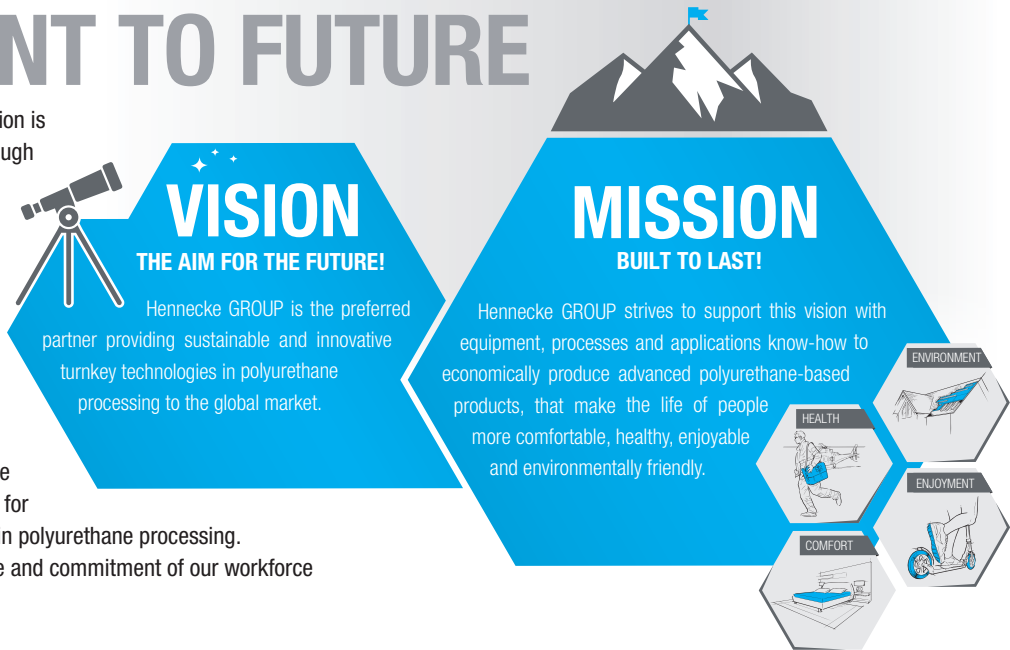 NT TO FUTURE
ion is
ugh
VISION
THE AIM FOR THE FUTURE!
Hennecke GROUP is the preferred
partner providing sustainable and innovative
turnkey technologies in polyurethane
processing to the global market.
MISSION
BUILT TO LAST!
Hennecke GROUP strives to support this vision with
equipment, processes and applications know-how to
economically produce advanced polyurethane-based
products, that make the life of people
more comfortable, healthy, enjoyable
and environmentally friendly.
ENVIRONMENT
HEALTH
ENJOYMENT
COMFORT
e
for
in polyurethane processing.
e and commitment of our workforce